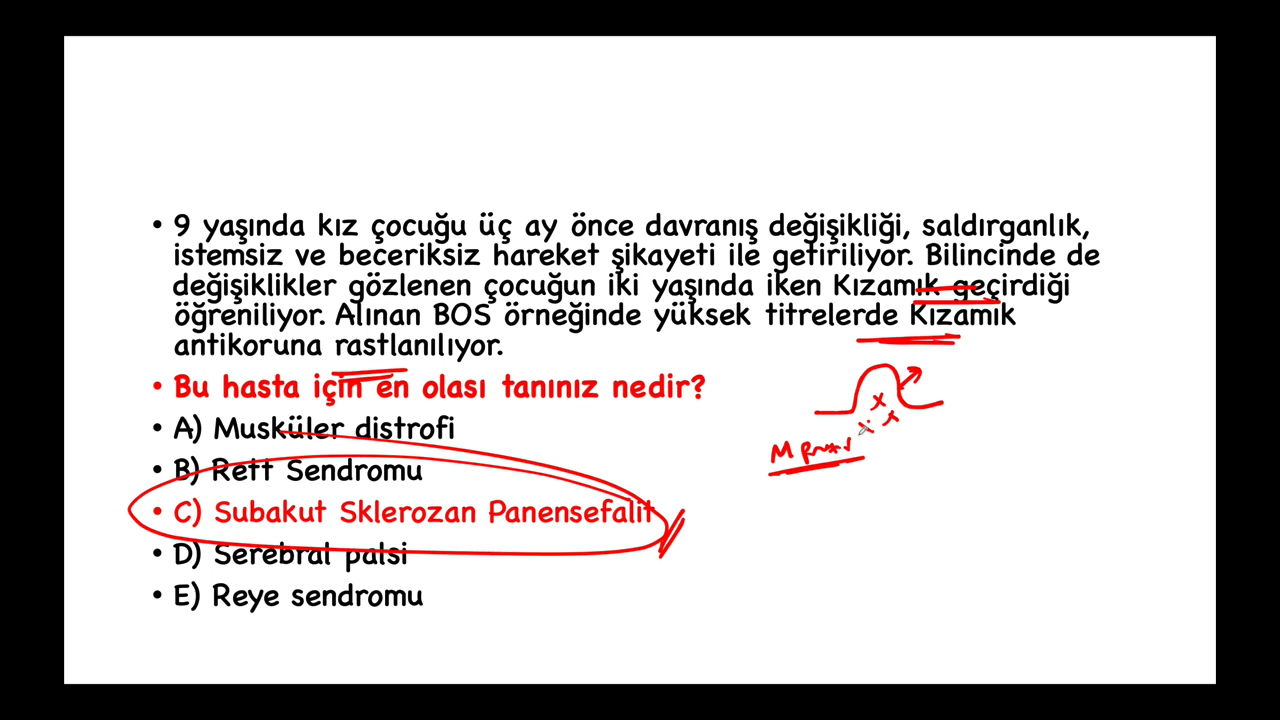 • 9 yaşında kız çocuğu üç ay önce davranış değişikliği, saldırganlık,
istemsiz ve beceriksiz hareket şikayeti ile getiriliyor. Bilincinde de
değişiklikler gözlenen çocuğun iki yaşında iken Kızamık geçirdiği
öğreniliyor. Alınan BOS örneğinde yüksek titrelerde Kızamık
antikoruna rastlanılıyor.
• Bu hasta için en olası tanınız nedir?
• A) Musküler distrofi
• B) Rett Sendromu
• C) Subakut Sklerozan Panensefalit
• D) Serebral palsi
• E) Reye sendromu
M